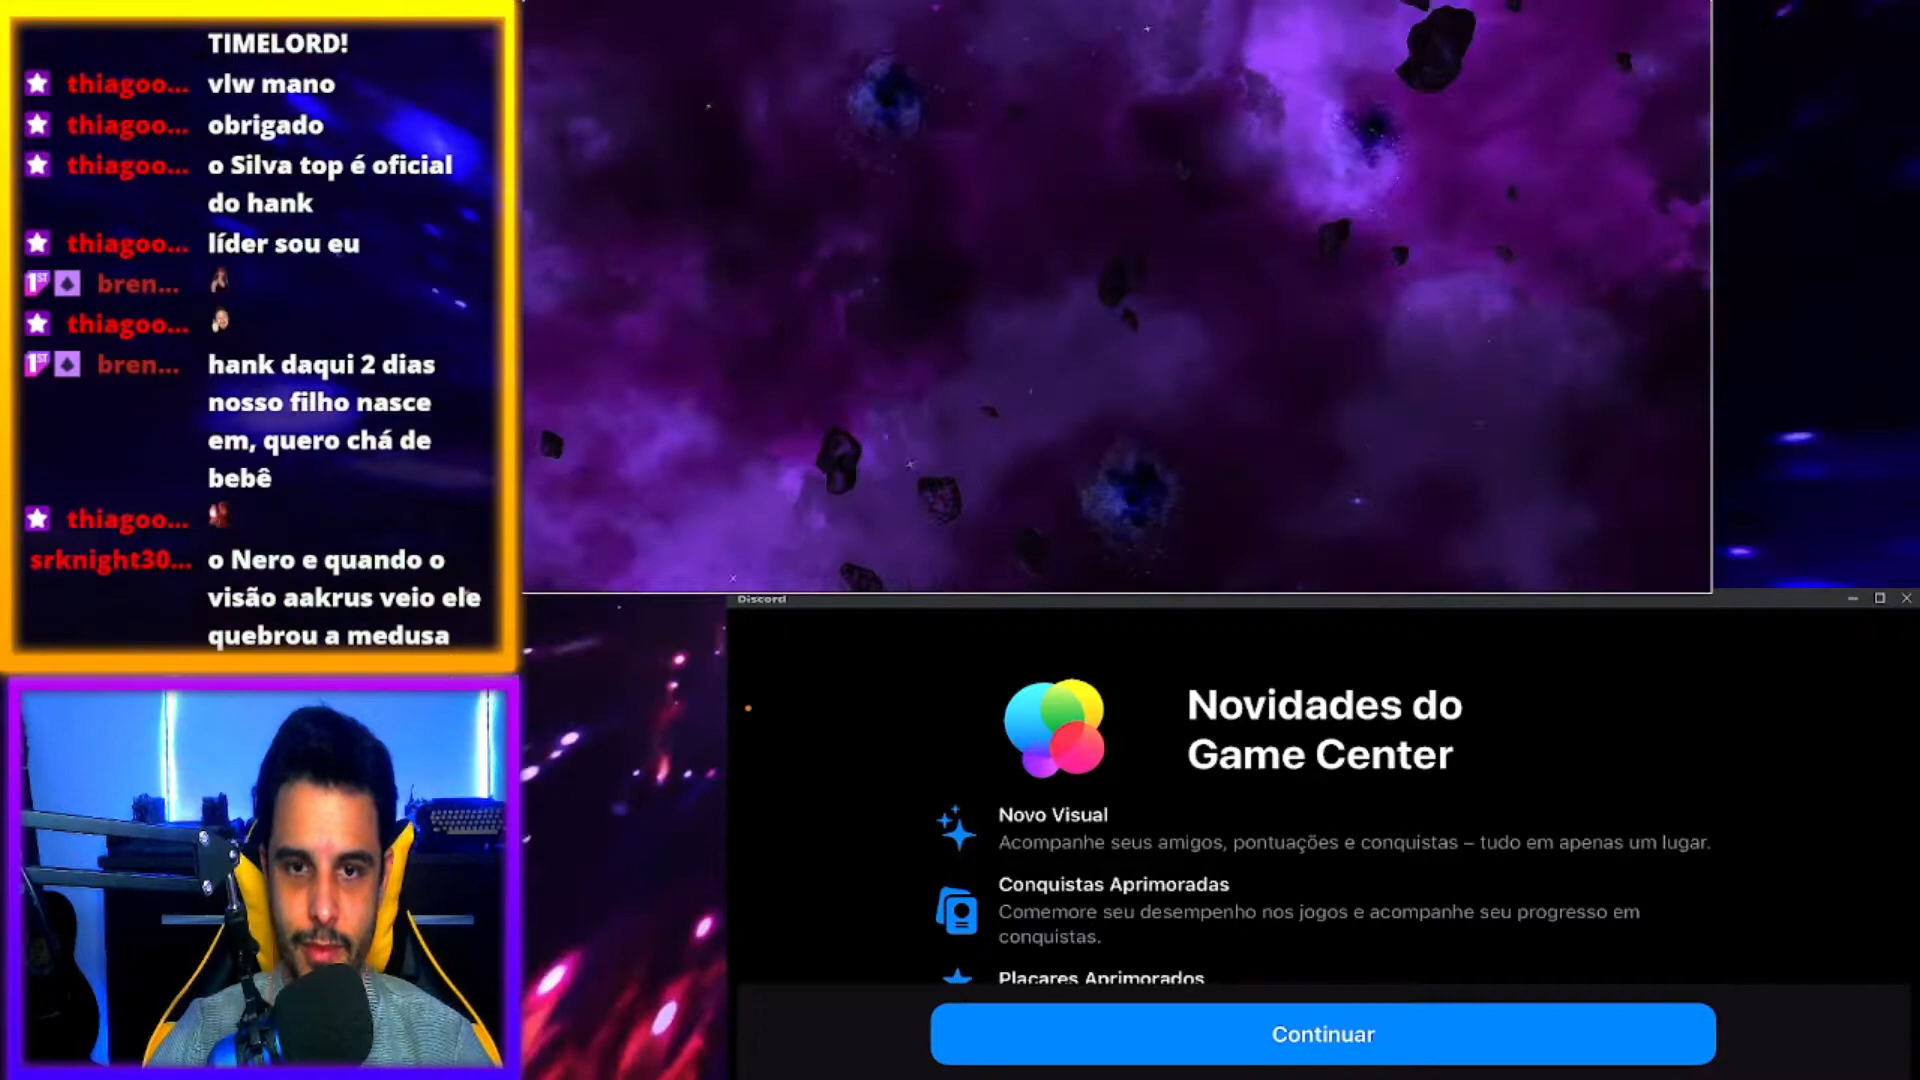 TIMELORD!
thiagoo... vlw mano
thiagoo... obrigado
thiagoo... o Silva top é oficial
do hank
thiagoo... líder sou eu
1ST bren...
thiagoo...
1ST bren... hank daqui 2 dias
nosso filho nasce
em, quero chá de
bebê
thiagoo...
srknight30... o Nero e quando o
visão aakrus veio ele
quebrou a medusa
Discord
Novidades do
Game Center
Novo Visual
Acompanhe seus amigos, pontuações e conquistas – tudo em apenas um lugar.
Conquistas Aprimoradas
Comemore seu desempenho nos jogos e acompanhe seu progresso em
conquistas.
Placares Aprimorados
Continuar